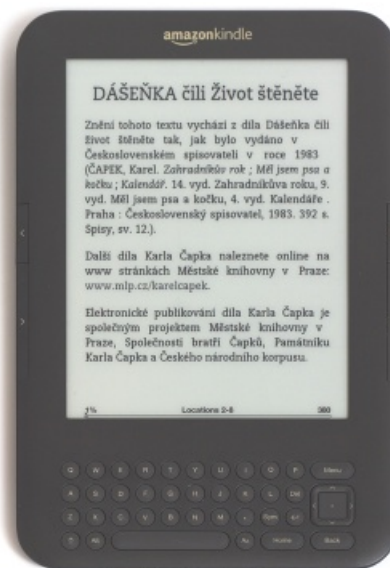 amazonkindle
DÁŠEŇKA čili Život štěněte
Znění tohoto textu vychází z díla Dášeňka čili
život štěněte tak, jak bylo vydáno v
Československém spisovateli v roce 1983
(ČAPEK, Karel. Zahradníkův rok ; Měl jsem psa a
kočku ; Kalendář. 14. vyd. Zahradníkova roku, 9.
vyd. Měl jsem psa a kočku, 4. vyd. Kalendáře .
Praha : Československý spisovatel, 1983. 392 s.
Spisy, sv. 12.).
Další díla Karla Čapka naleznete online na
www stránkách Městské knihovny v Praze:
www.mlp.cz/karelcapek.
Elektronické publikování díla Karla Čapka je
společným projektem Městské knihovny v
Praze, Společnosti bratří Čapků, Památníku
Karla Čapka a Českého národního korpusu.
1% Locations 2-8 360
Q W E R T Y U I O P Menu
A S D F G H J K L Del
Z X C V B N M . Sym
Alt Aa Home Back